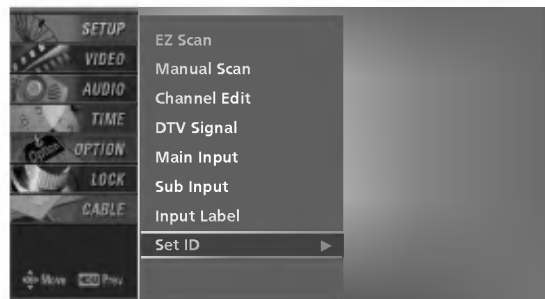 SETUP
VIDEO
AUDIO
TIME
OPTION
LOCK
CABLE
Move MENU Prev.
EZ Scan
Manual Scan
Channel Edit
DTV Signal
Main Input
Sub Input
Input Label
Set ID